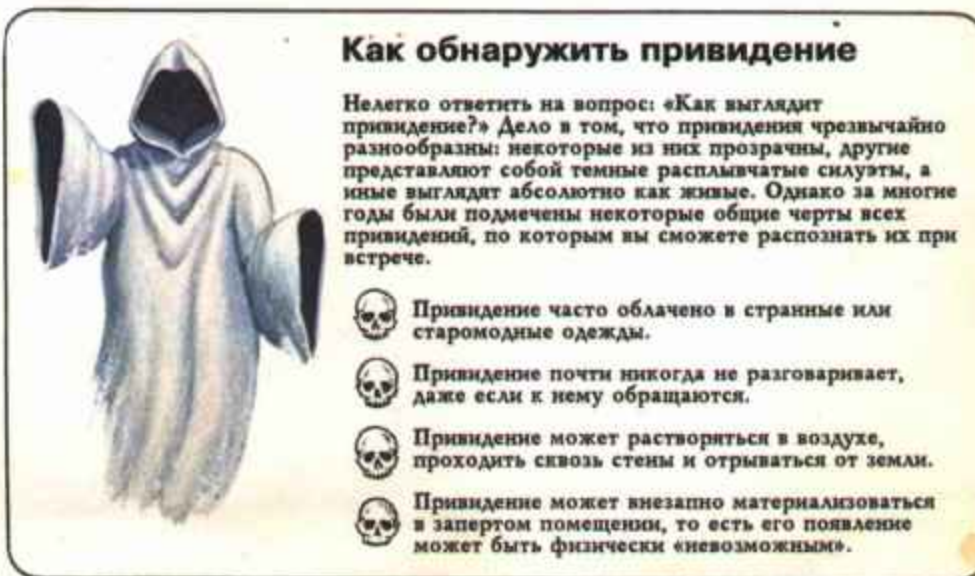 Как обнаружить привидение
Нелегко ответить на вопрос: «Как выглядит
привидение?» Дело в том, что привидения чрезвычайно
разнообразны: некоторые из них прозрачны, другие
представляют собой темные расплывчатые силуэты, а
иные выглядят абсолютно как живые. Однако за многие
годы были подмечены некоторые общие черты всех
привидений, по которым вы сможете распознать их при
встрече.
Привидение часто облачено в странные или
старомодные одежды.
Привидение почти никогда не разговаривает,
даже если к нему обращаются.
Привидение может растворяться в воздухе,
проходить сквозь стены и отрываться от земли.
Привидение может внезапно материализоваться
в запертом помещении, то есть его появление
может быть физически «невозможным».